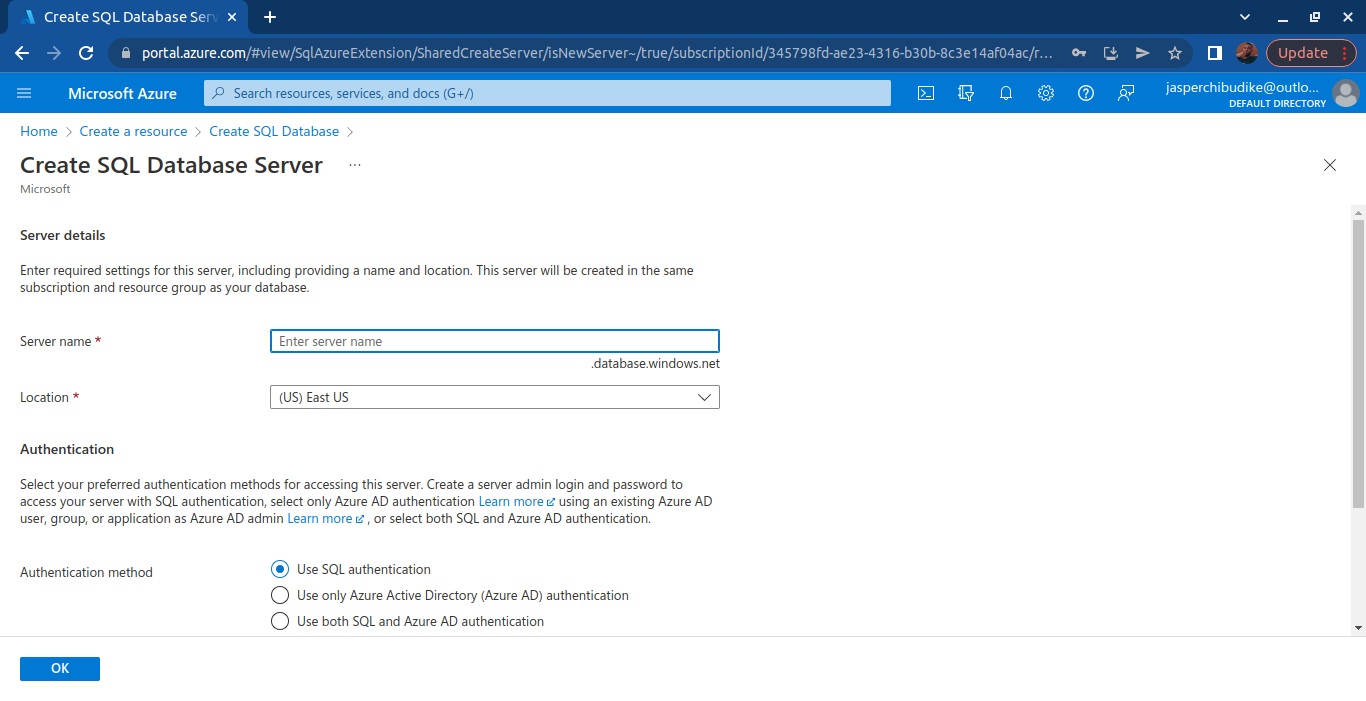 Create SQL Database Serv
portal.azure.com/#view/SqlAzureExtension/SharedCreateServer/isNewServer~/true/subscriptionId/345798fd-ae23-4316-b30b-8c3e14af04ac/r...
Update
Microsoft Azure
Search resources, services, and docs (G+/)
jasperchibudike@outlo...
DEFAULT DIRECTORY
Home > Create a resource > Create SQL Database >
Create SQL Database Server ...
Microsoft
Server details
Enter required settings for this server, including providing a name and location. This server will be created in the same
subscription and resource group as your database.
Server name *
Enter server name
.database.windows.net
Location *
(US) East US
Authentication
Select your preferred authentication methods for accessing this server. Create a server admin login and password to
access your server with SQL authentication, select only Azure AD authentication Learn more using an existing Azure AD
user, group, or application as Azure AD admin Learn more , or select both SQL and Azure AD authentication.
Authentication method
Use SQL authentication
Use only Azure Active Directory (Azure AD) authentication
Use both SQL and Azure AD authentication
OK